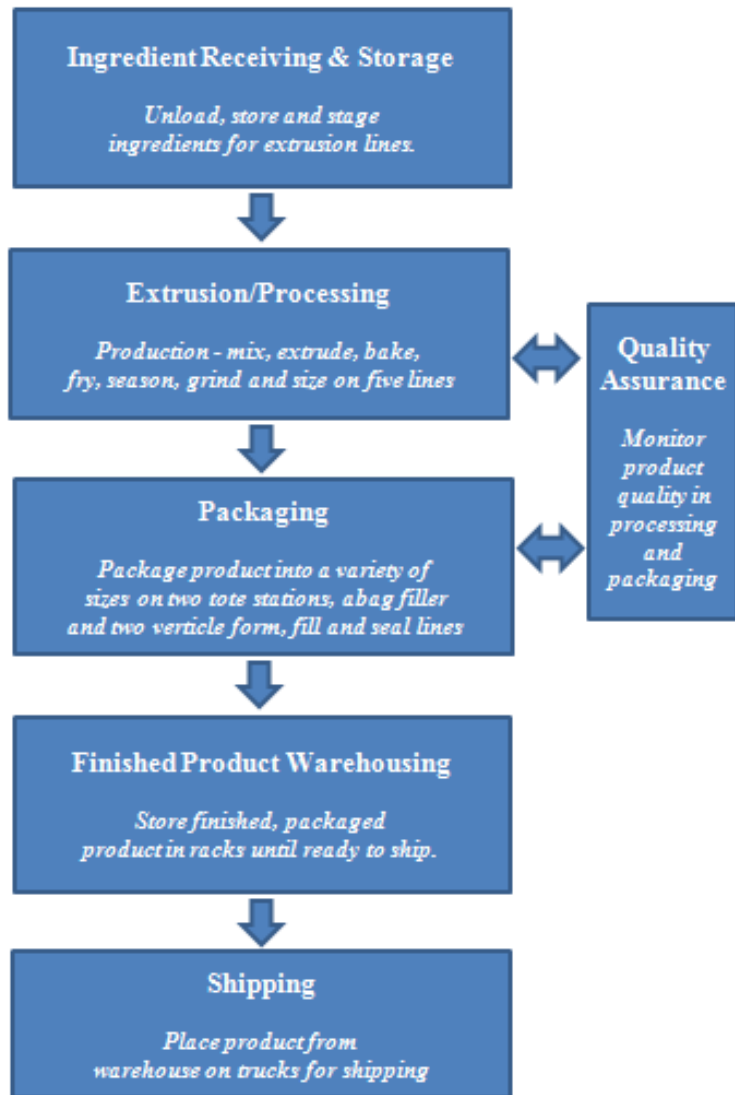 Ingredient Receiving & Storage
Unload, store and stage
ingredients for extrusion lines.
Extrusion/Processing
Production - mix, extrude, bake,
fry, season, grind and size on five lines
Quality
Assurance
Monitor
product
quality in
processing
and
packaging
Packaging
Package product into a variety of
sizes on two tote stations, a bag filler
and two verticle form, fill and seal lines
Finished Product Warehousing
Store finished, packaged
product in racks until ready to ship.
Shipping
Place product from
warehouse on trucks for shipping